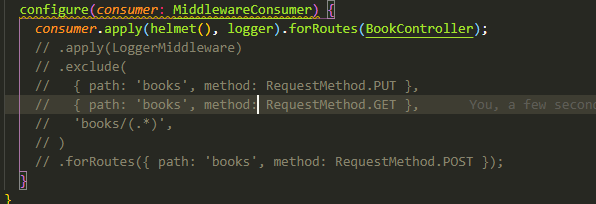 configure(consumer: MiddlewareConsumer) {
consumer.apply(helmet(), logger).forRoutes(BookController);
// .apply(LoggerMiddleware)
// .exclude(
//   { path: 'books', method: RequestMethod.PUT },
//   { path: 'books', method: RequestMethod.GET },     You, a few second
//   'books/(.*)',
// )
// .forRoutes({ path: 'books', method: RequestMethod.POST });
}
}